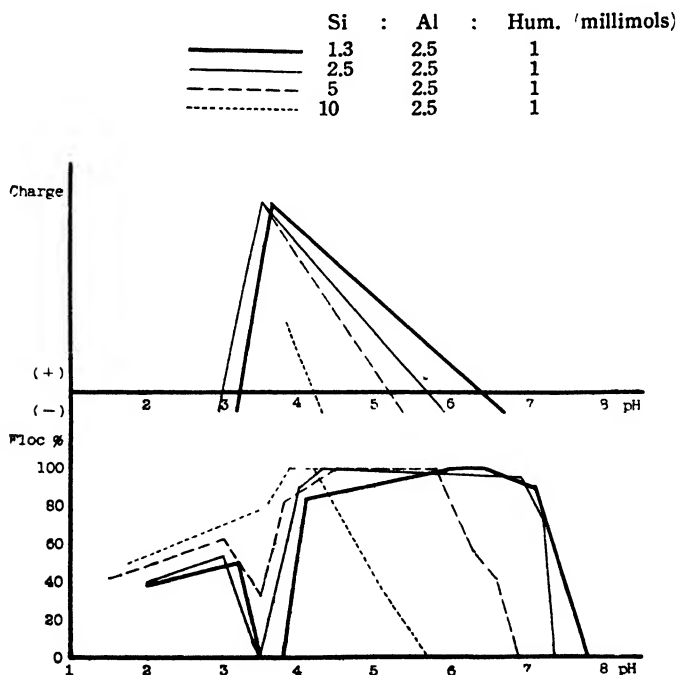 Si : Al : Hum. (millimols)
1.3 2.5 1
2.5 2.5 1
5 2.5 1
10 2.5 1
Charge
(+)
2 3 4 5 6 7 8 pH
(-)
Floc %
100
80
60
40
20
0
1 2 3 4 5 6 7 8 pH